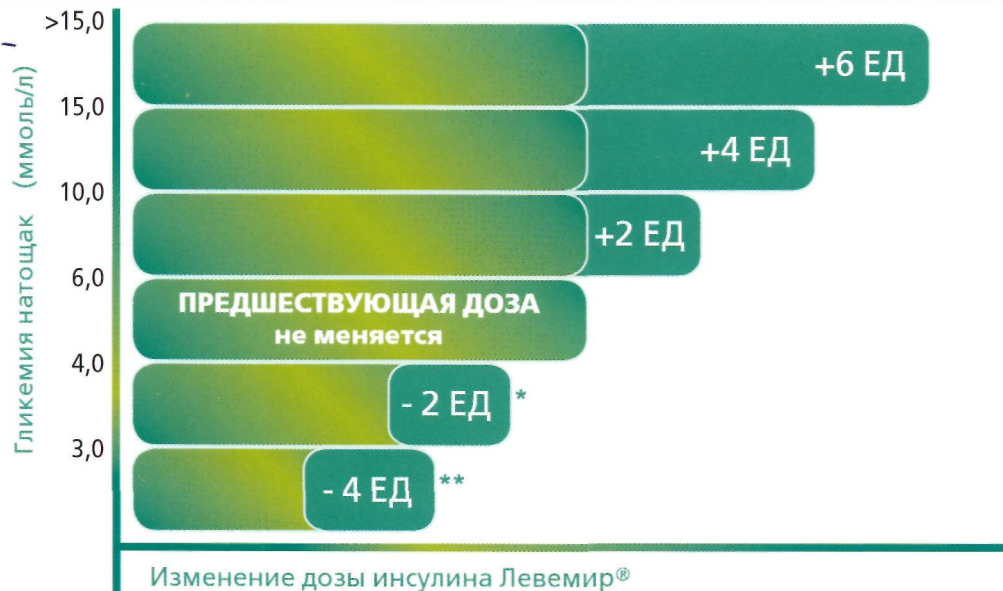 >15,0
+6 ЕД
15,0
+4 ЕД
10,0
+2 ЕД
6,0
ПРЕДШЕСТВУЮЩАЯ ДОЗА
не меняется
4,0
- 2 ЕД *
3,0
- 4 ЕД **
Гликемия натощак (ммоль/л)
Изменение дозы инсулина Левемир®